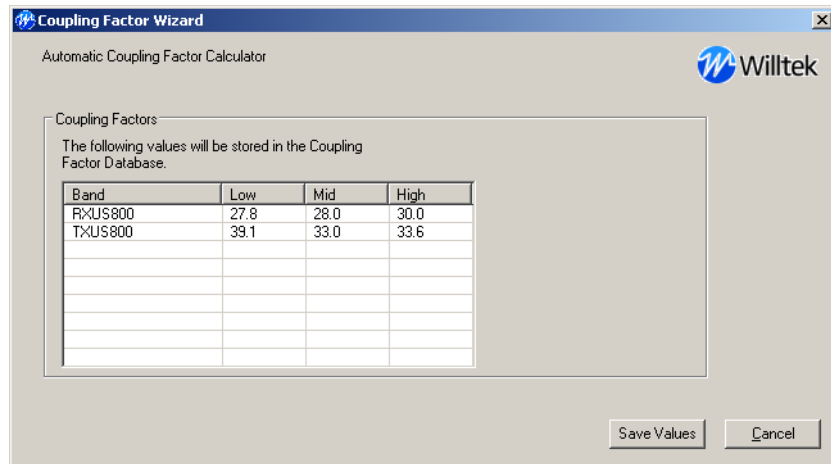 Coupling Factor Wizard
Automatic Coupling Factor Calculator
Willtek
Coupling Factors
The following values will be stored in the Coupling
Factor Database.
Band Low Mid High
RXUS800 27.8 28.0 30.0
TXUS800 39.1 33.0 33.6
Save Values Cancel